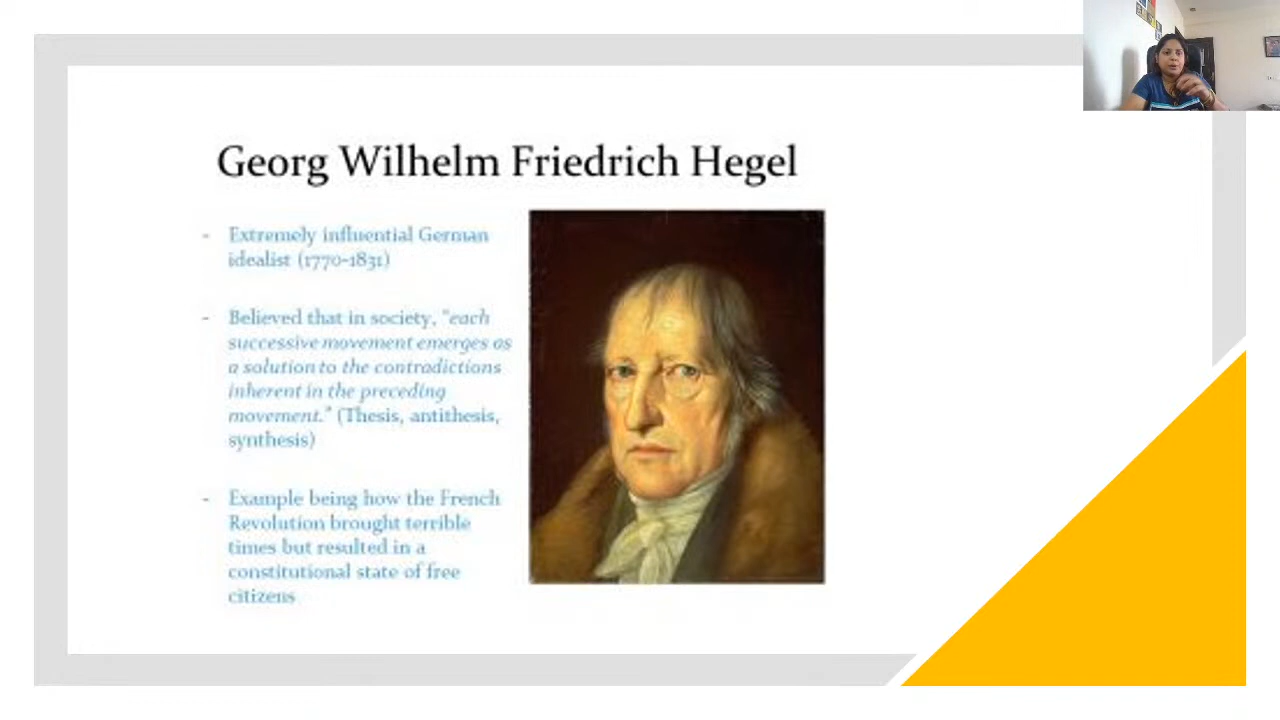 Georg Wilhelm Friedrich Hegel
- Extremely influential German
idealist (1770-1831)
- Believed that in society, "each
successive movement emerges as
a solution to the contradictions
inherent in the preceding
movement." (Thesis, antithesis,
synthesis)
- Example being how the French
Revolution brought terrible
times but resulted in a
constitutional state of free
citizens